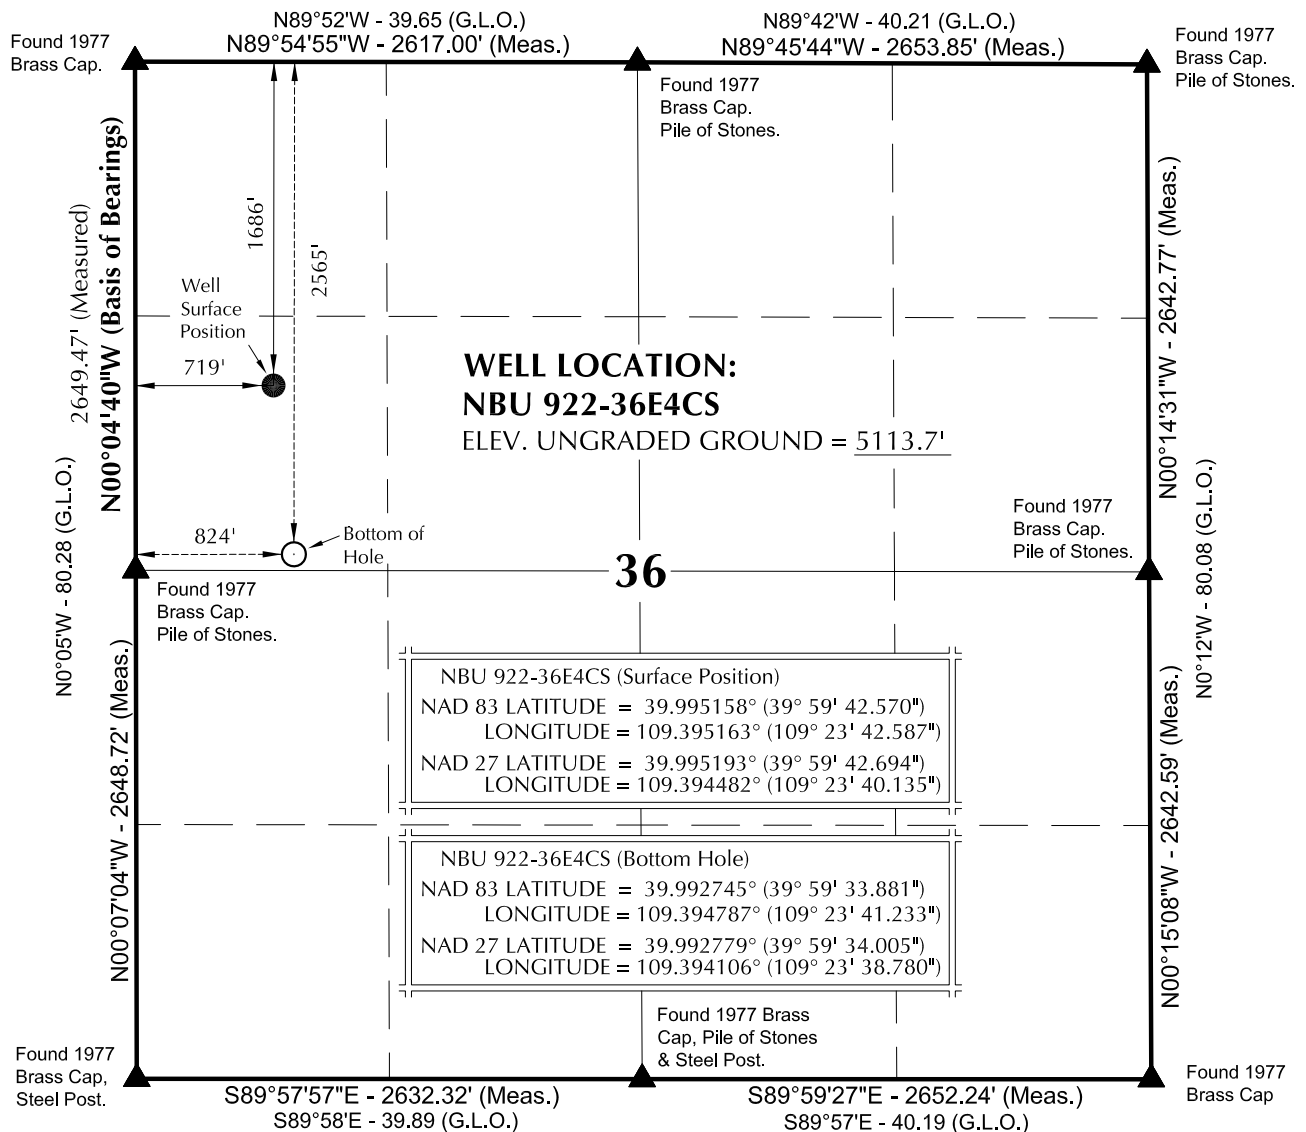 N89°52'W - 39.65 (G.L.O.)
N89°54'55"W - 2617.00' (Meas.)
N89°42'W - 40.21 (G.L.O.)
N89°45'44"W - 2653.85' (Meas.)
Found 1977
Brass Cap.
Found 1977
Brass Cap.
Pile of Stones.
Found 1977
Brass Cap.
Pile of Stones.
2649.47' (Measured)
N00°04'40"W (Basis of Bearings)
N0°05'W - 80.28 (G.L.O.)
1686'
2565'
Well
Surface
Position
719'
WELL LOCATION:
NBU 922-36E4CS
ELEV. UNGRADED GROUND = 5113.7'
N00°14'31"W - 2642.77' (Meas.)
N0°12'W - 80.08 (G.L.O.)
824'
Bottom of
Hole
Found 1977
Brass Cap.
Pile of Stones.
36
Found 1977
Brass Cap.
Pile of Stones.
NBU 922-36E4CS (Surface Position)
NAD 83 LATITUDE = 39.995158° (39° 59' 42.570")
LONGITUDE = 109.395163° (109° 23' 42.587")
NAD 27 LATITUDE = 39.995193° (39° 59' 42.694")
LONGITUDE = 109.394482° (109° 23' 40.135")
NBU 922-36E4CS (Bottom Hole)
NAD 83 LATITUDE = 39.992745° (39° 59' 33.881")
LONGITUDE = 109.394787° (109° 23' 41.233")
NAD 27 LATITUDE = 39.992779° (39° 59' 34.005")
LONGITUDE = 109.394106° (109° 23' 38.780")
N00°07'04"W - 2648.72' (Meas.)
N00°15'08"W - 2642.59' (Meas.)
Found 1977 Brass
Cap, Pile of Stones
& Steel Post.
Found 1977
Brass Cap,
Steel Post.
Found 1977
Brass Cap
S89°57'57"E - 2632.32' (Meas.)
S89°58'E - 39.89 (G.L.O.)
S89°59'27"E - 2652.24' (Meas.)
S89°57'E - 40.19 (G.L.O.)